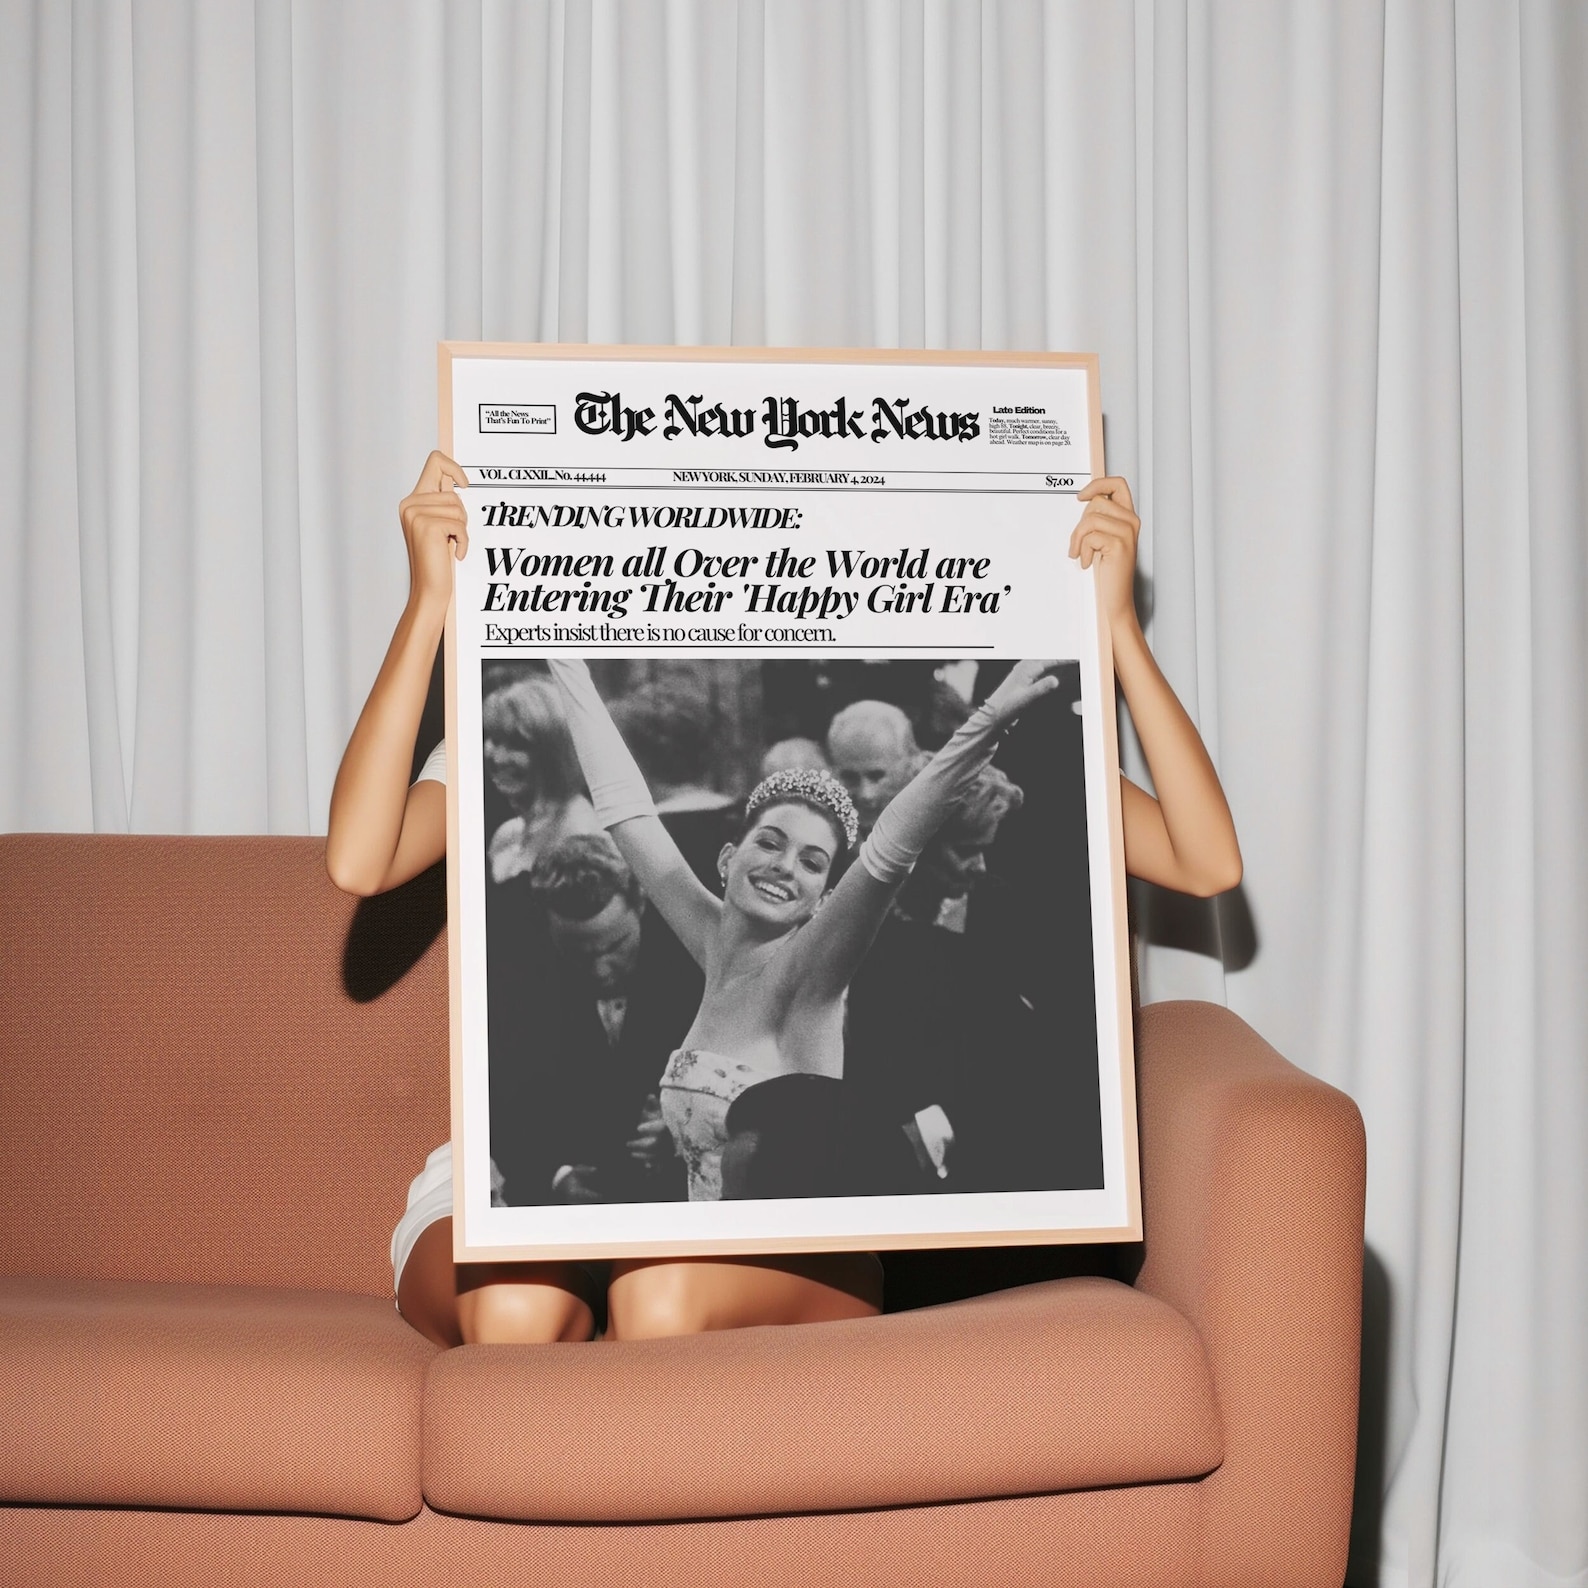 "All the News
That's Fun To Print"
The New York News
Late Edition
Today, much warmer, sunny,
high 88. Tonight, clear, breezy,
beautiful. Perfect conditions for a
hot girl walk. Tomorrow, clear day
ahead. Weather map is on page 20.
VOL. CLXXII...No. 44.444
NEW YORK, SUNDAY, FEBRUARY 4, 2024
$7.00
TRENDING WORLDWIDE:
Women all Over the World are
Entering Their 'Happy Girl Era'
Experts insist there is no cause for concern.